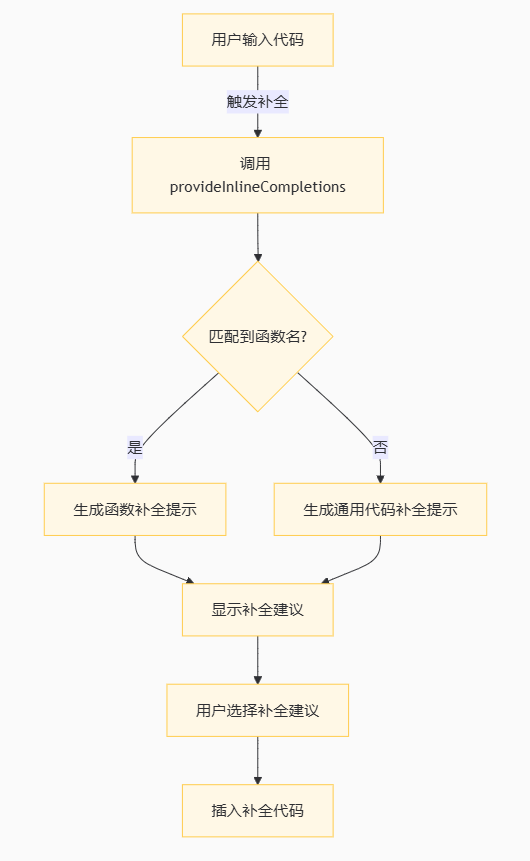 用户输入代码
触发补全
调用
provideInlineCompletions
匹配到函数名?
是
否
生成函数补全提示
生成通用代码补全提示
显示补全建议
用户选择补全建议
插入补全代码